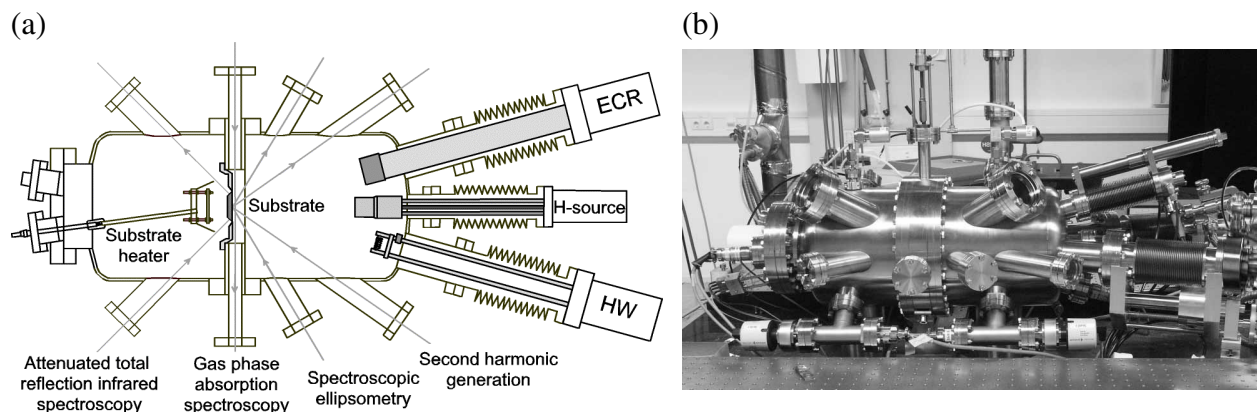 (a)
(b)
ECR
H-source
HW
Substrate
Substrate
heater
Attenuated total
reflection infrared
spectroscopy
Gas phase
absorption
spectroscopy
Spectroscopic
ellipsometry
Second harmonic
generation